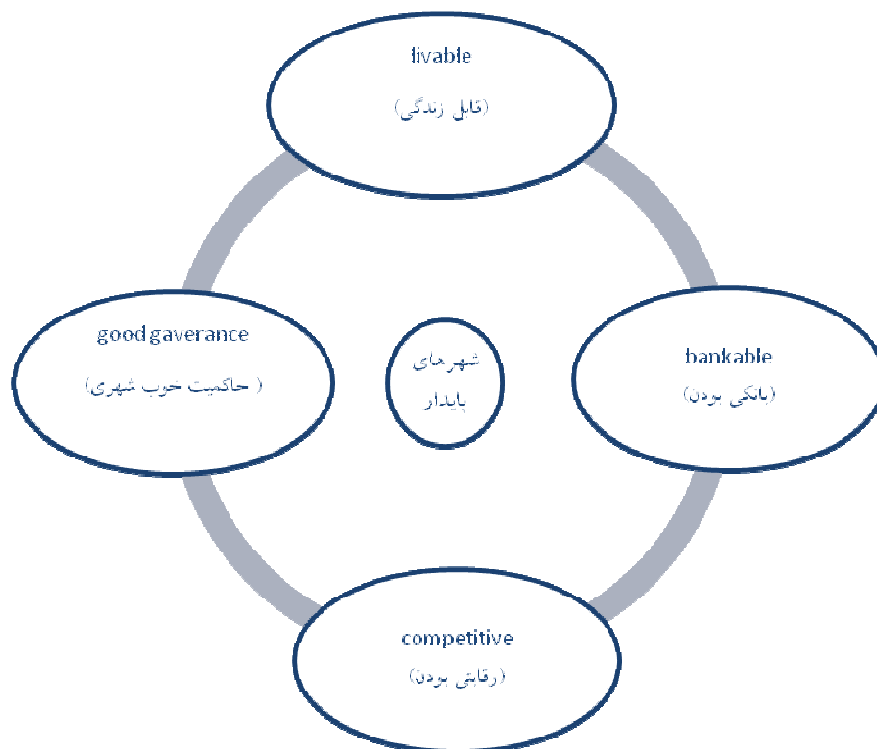 livable
(قابل زندگی)
good gaverance
( حاکمیت خوب شهری)
شهرهای
پایدار
bankable
(بانکی بودن)
competitive
(رقابتی بودن)